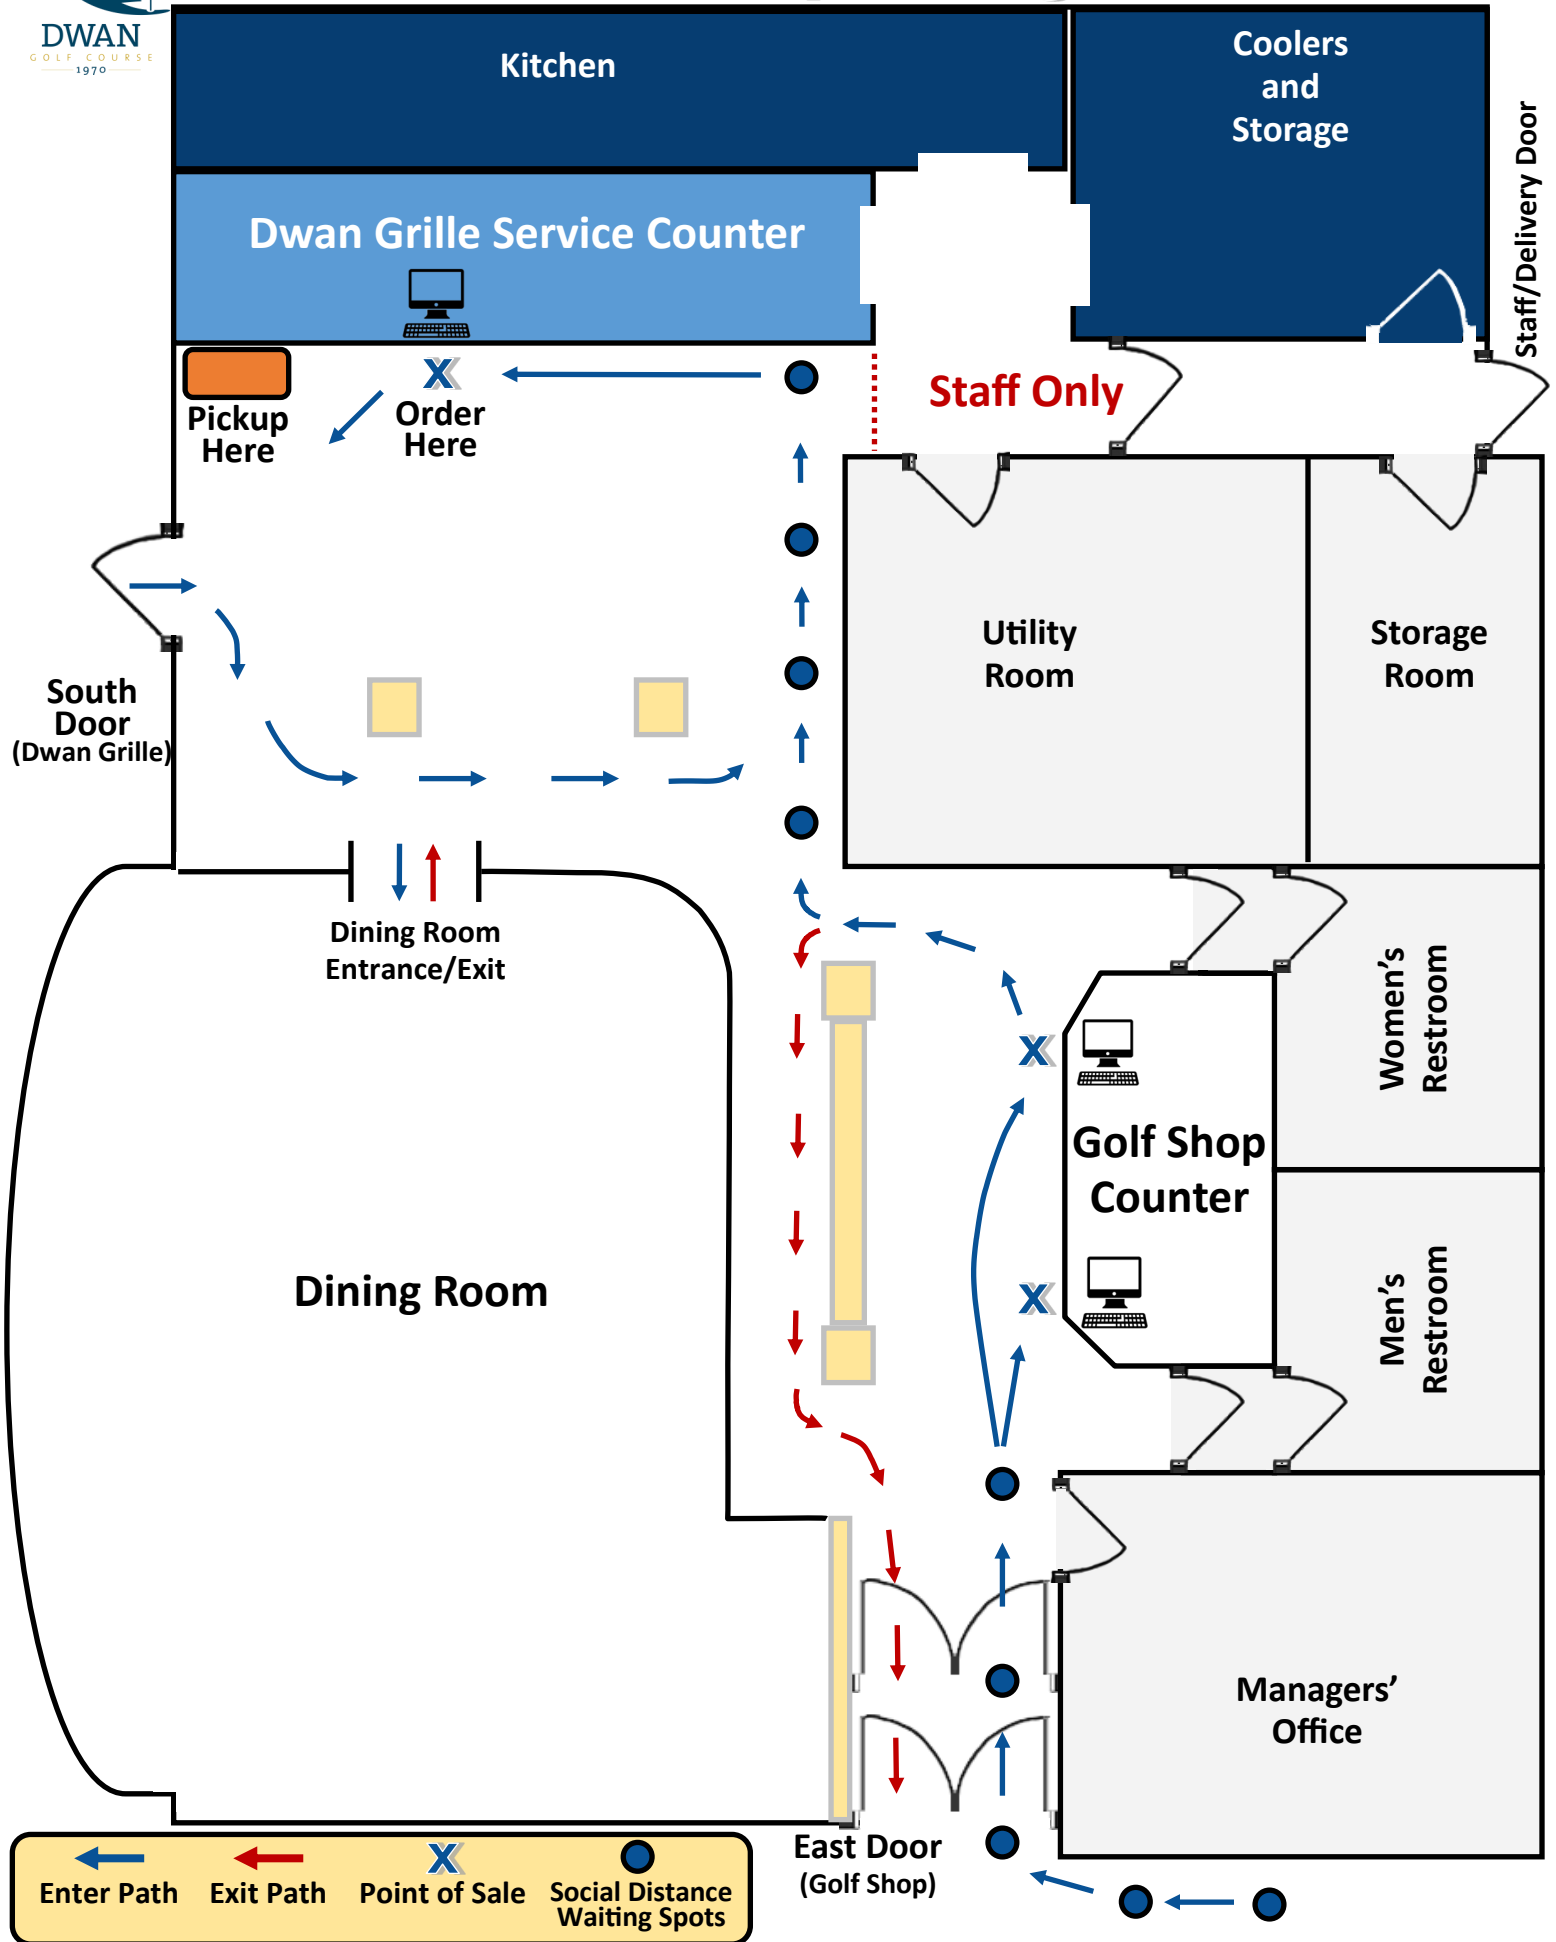 DWAN
GOLF COURSE
1970
Kitchen
Coolers
and
Storage
Staff/Delivery Door
Dwan Grille Service Counter
Pickup
Here
Order
Here
Staff Only
South
Door
(Dwan Grille)
Utility
Room
Storage
Room
Dining Room
Entrance/Exit
Women's
Restroom
Golf Shop
Counter
Dining Room
Men's
Restroom
Managers'
Office
East Door
(Golf Shop)
Enter Path
Exit Path
Point of Sale
Social Distance
Waiting Spots